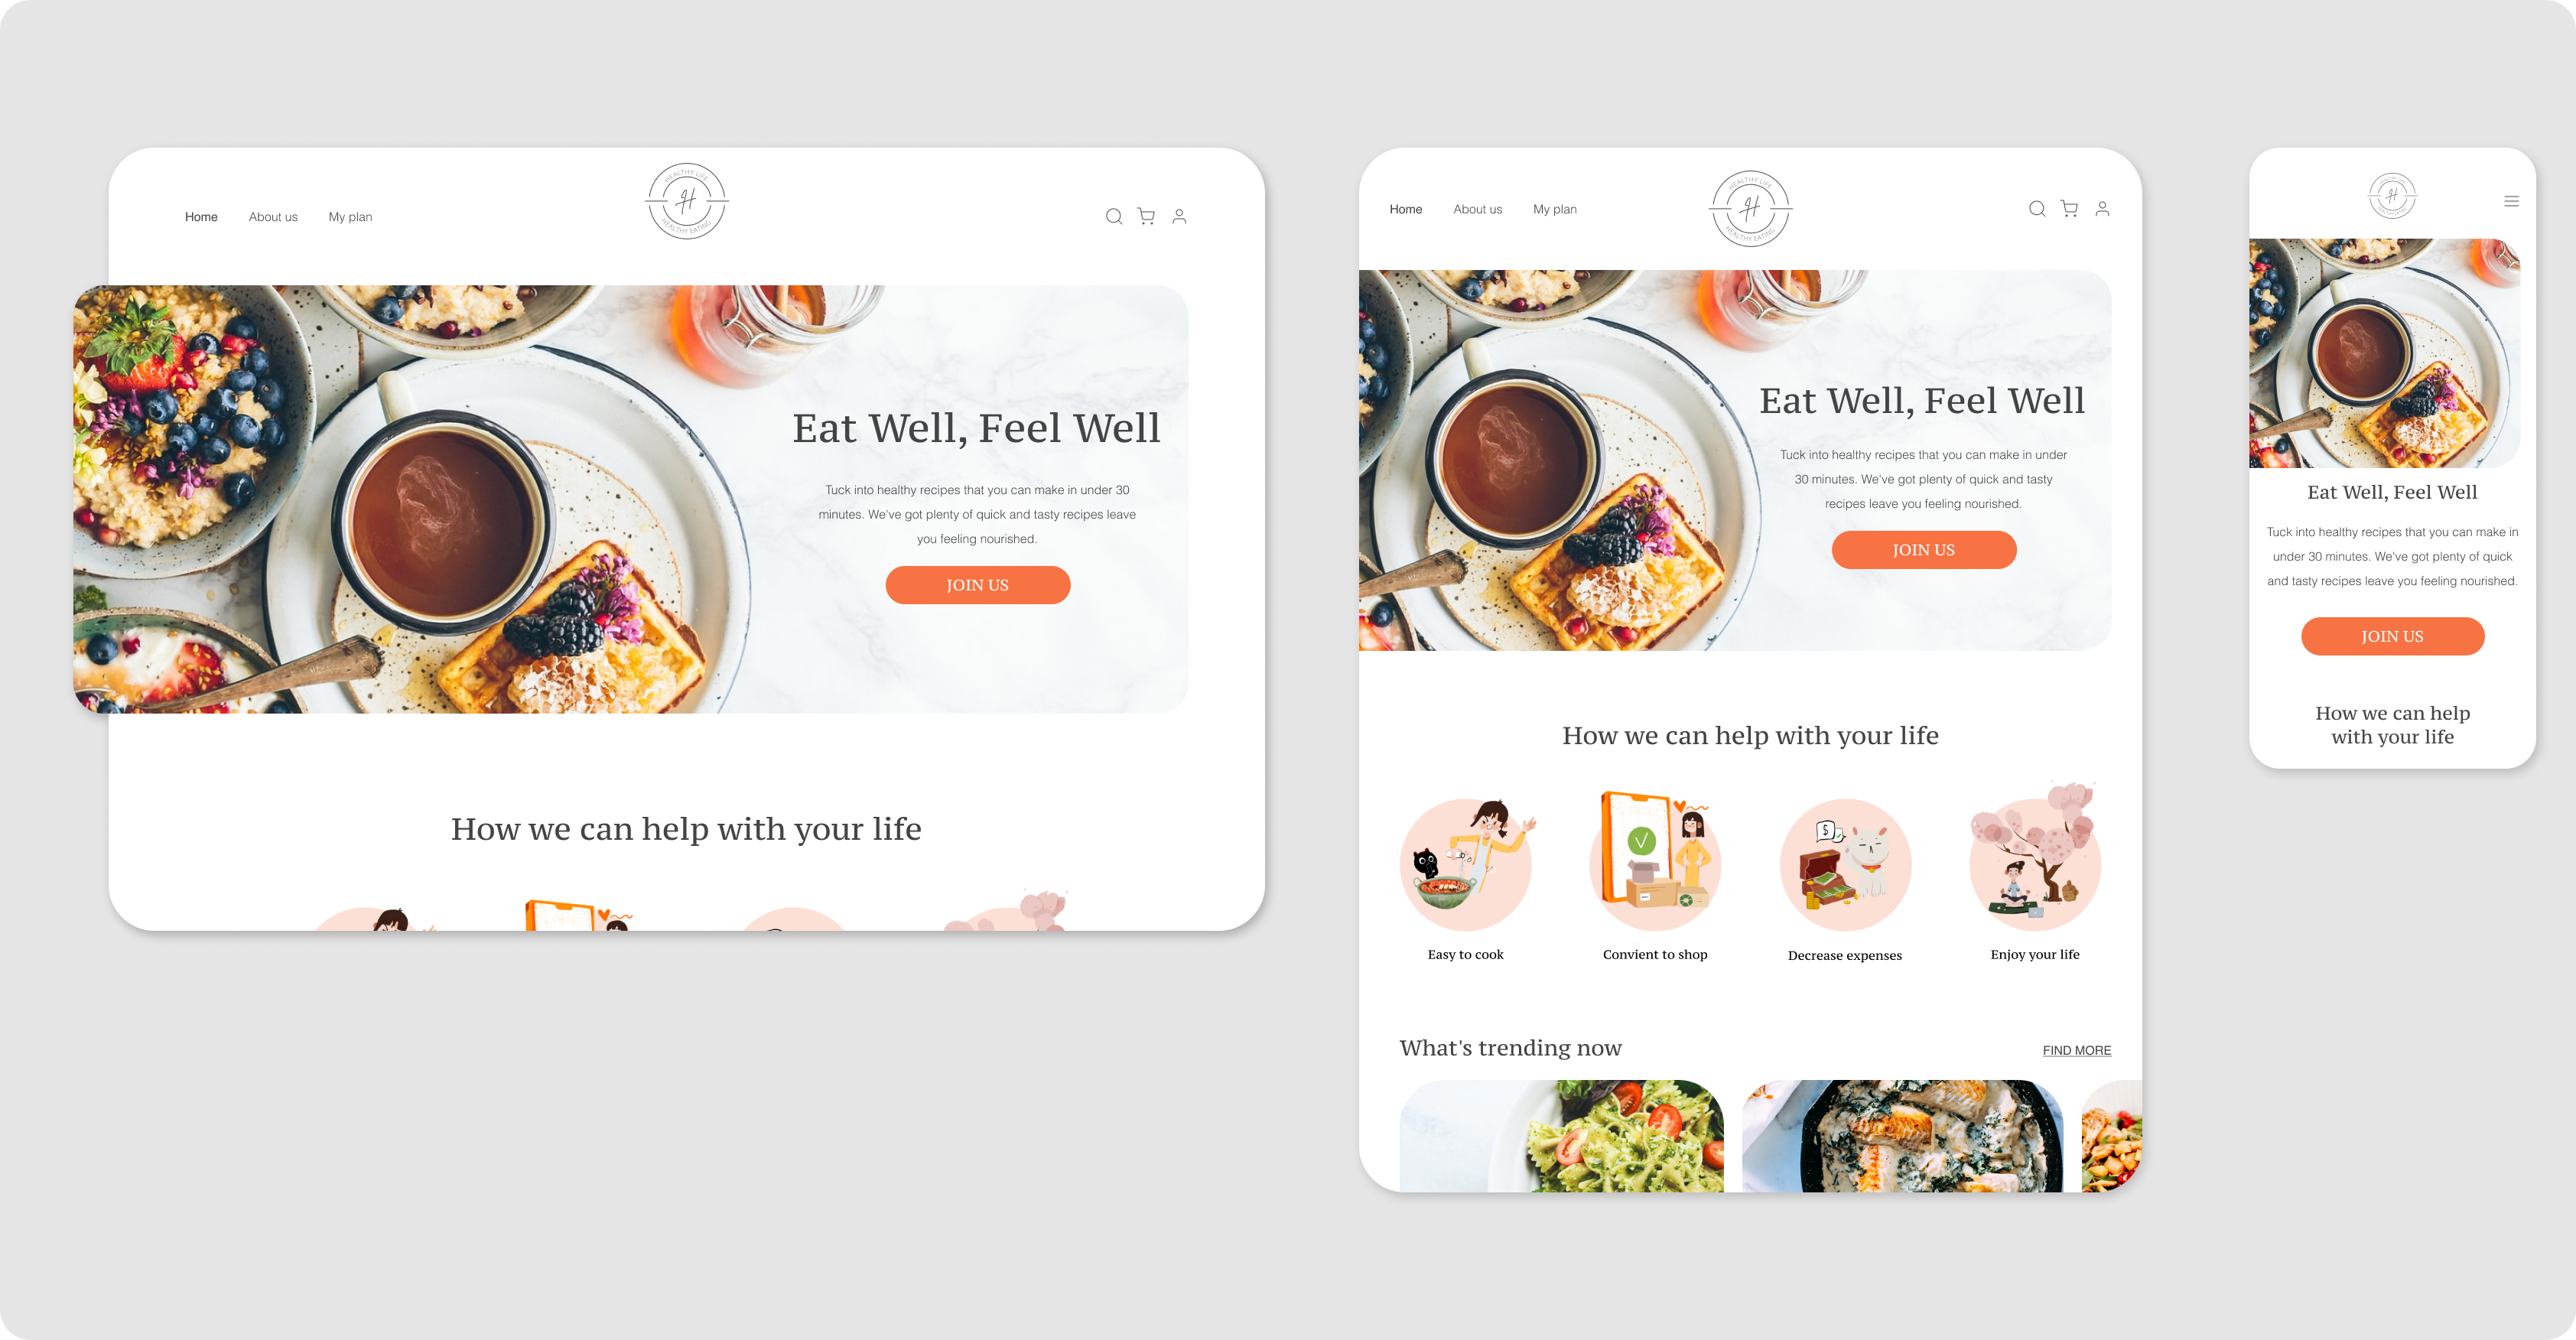 HEALTHY LIFE
H
HEALTHY EATING
Home About us My plan
Eat Well, Feel Well
Tuck into healthy recipes that you can make in under 30
minutes. We've got plenty of quick and tasty recipes leave
you feeling nourished.
JOIN US
How we can help with your life
HEALTHY LIFE
H
HEALTHY EATING
Home About us My plan
Eat Well, Feel Well
Tuck into healthy recipes that you can make in under
30 minutes. We've got plenty of quick and tasty
recipes leave you feeling nourished.
JOIN US
How we can help with your life
$
Easy to cook
Convient to shop
Decrease expenses
Enjoy your life
What's trending now
FIND MORE
HEALTHY LIFE
H
HEALTHY EATING
Eat Well, Feel Well
Tuck into healthy recipes that you can make in
under 30 minutes. We've got plenty of quick
and tasty recipes leave you feeling nourished.
JOIN US
How we can help
with your life